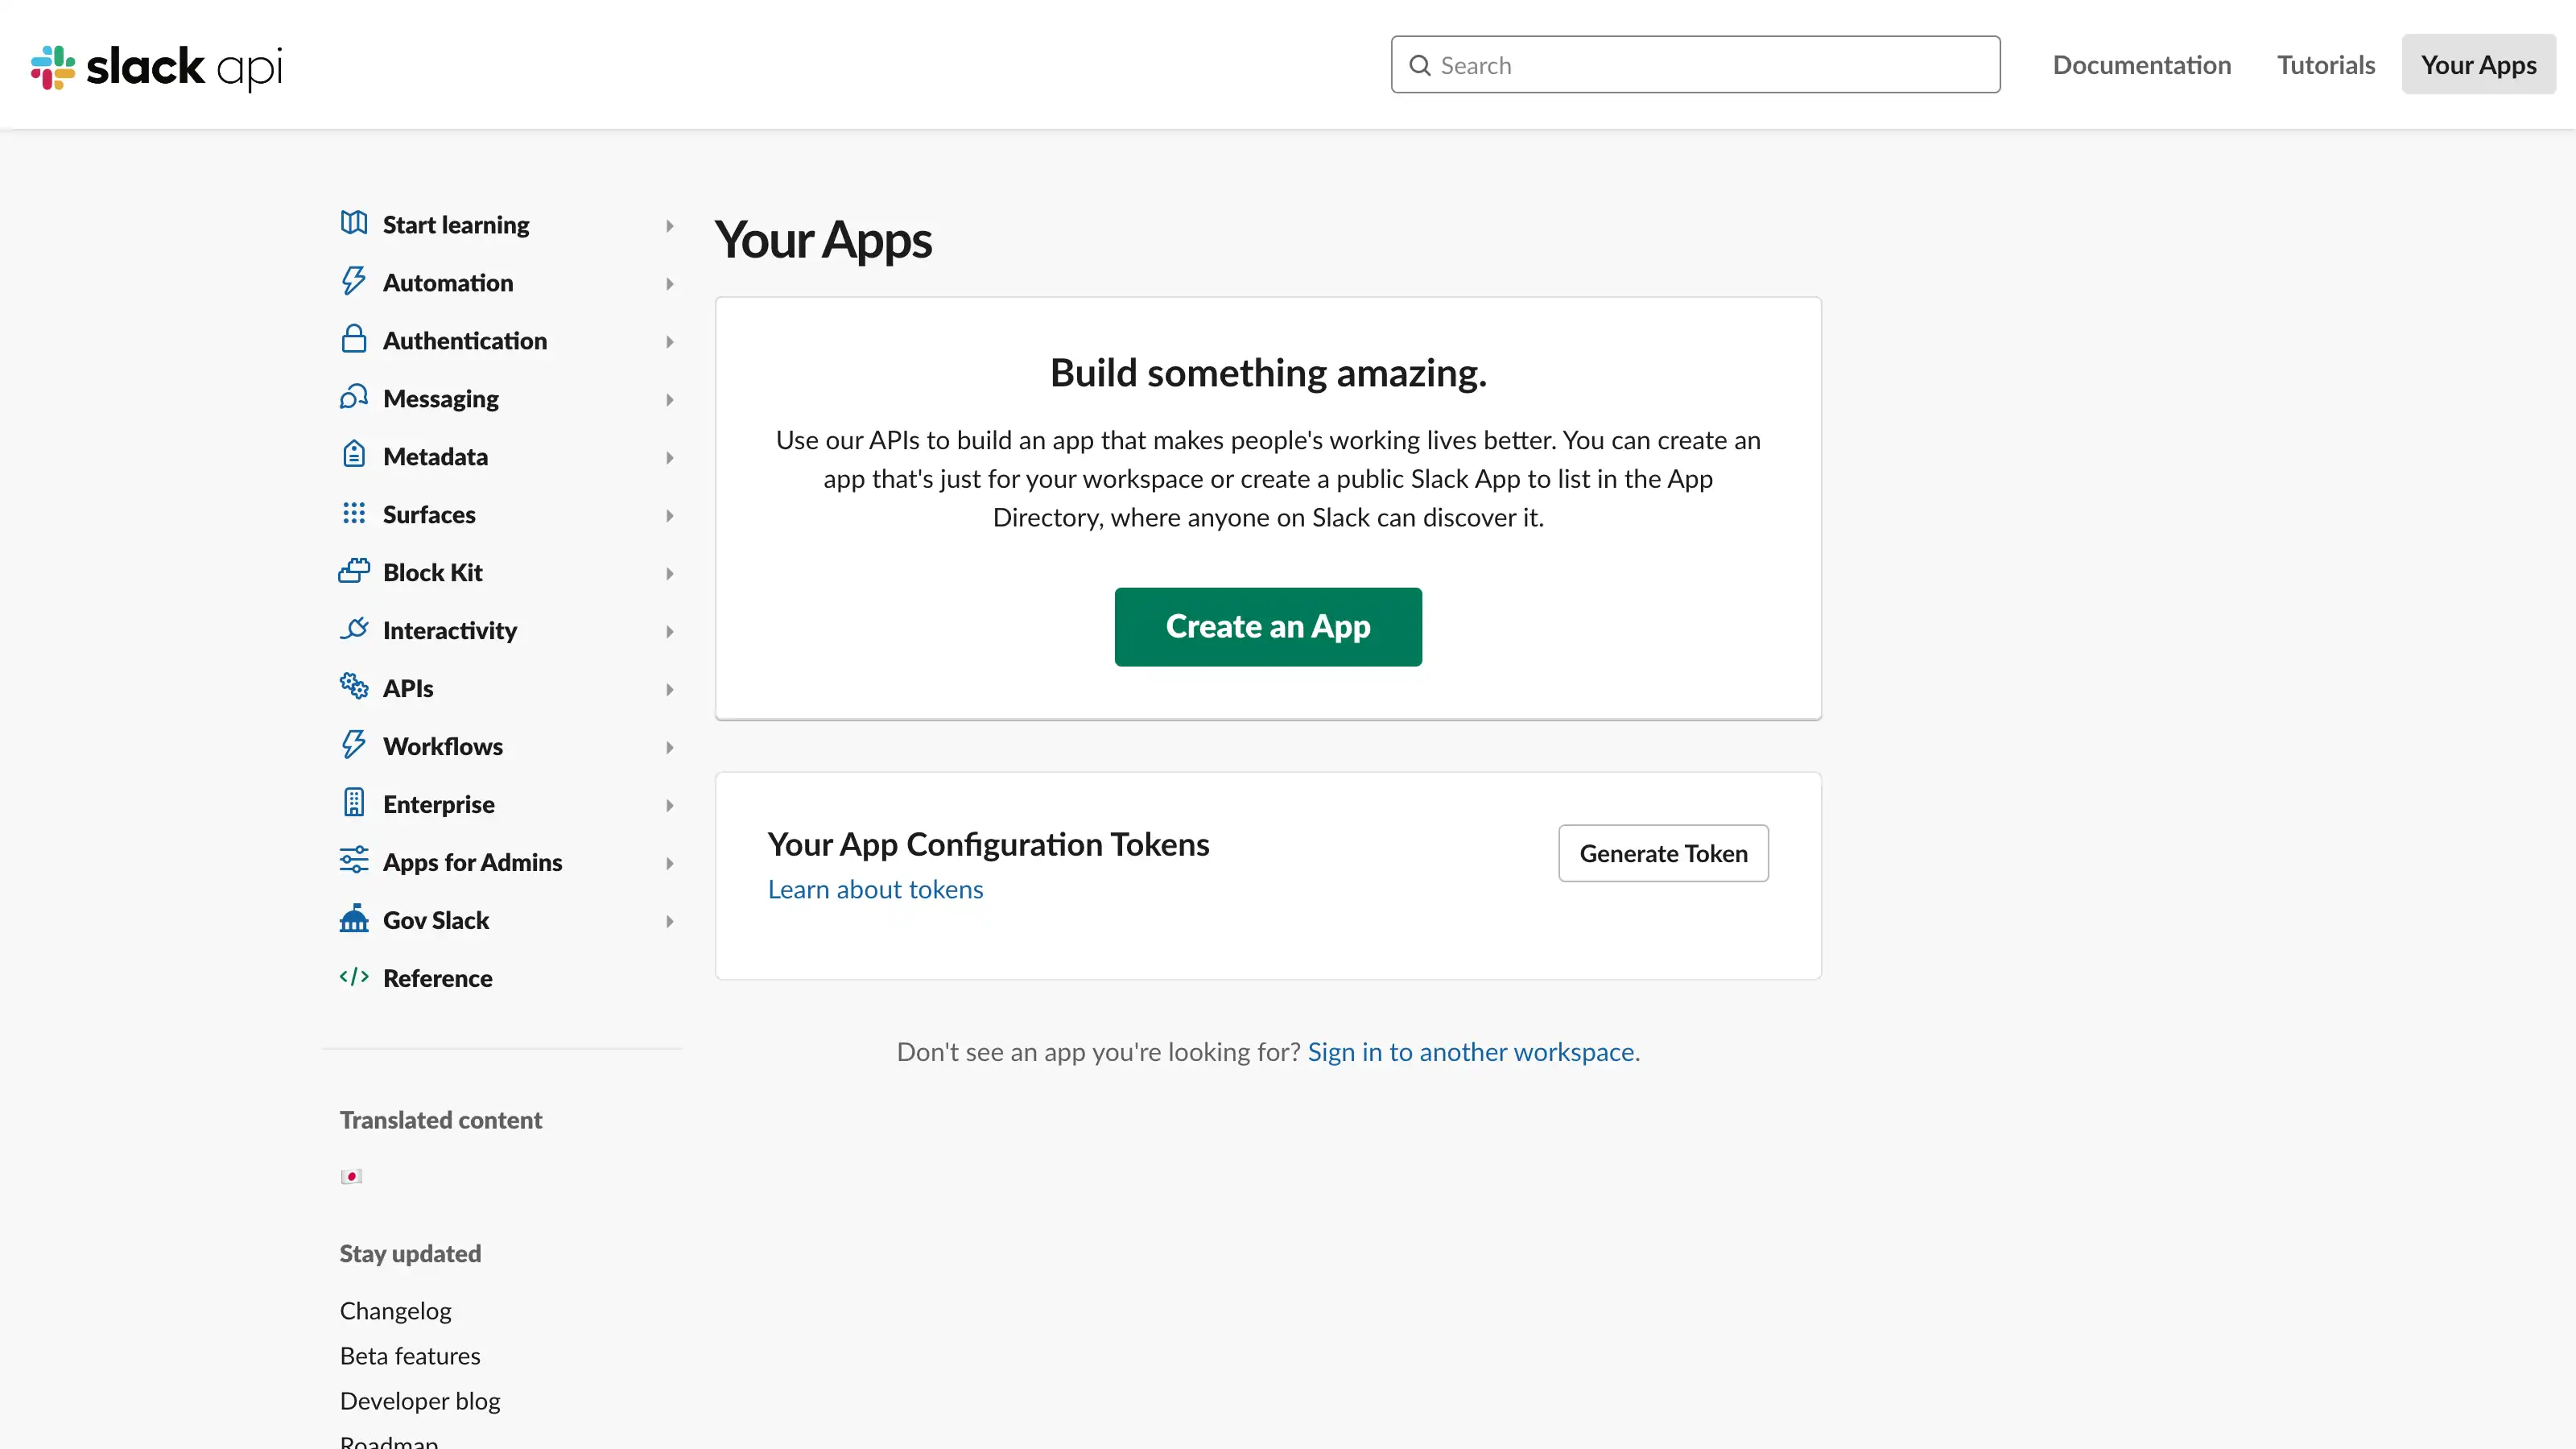 slack api
Search
Documentation
Tutorials
Your Apps
Start learning
Automation
Authentication
Messaging
Metadata
Surfaces
Block Kit
Interactivity
APIs
Workflows
Enterprise
Apps for Admins
Gov Slack
Reference
Translated content
Stay updated
Changelog
Beta features
Developer blog
Roadmap
Your Apps
Build something amazing.
Use our APIs to build an app that makes people's working lives better. You can create an
app that's just for your workspace or create a public Slack App to list in the App
Directory, where anyone on Slack can discover it.
Create an App
Your App Configuration Tokens
Learn about tokens
Generate Token
Don't see an app you're looking for? Sign in to another workspace.